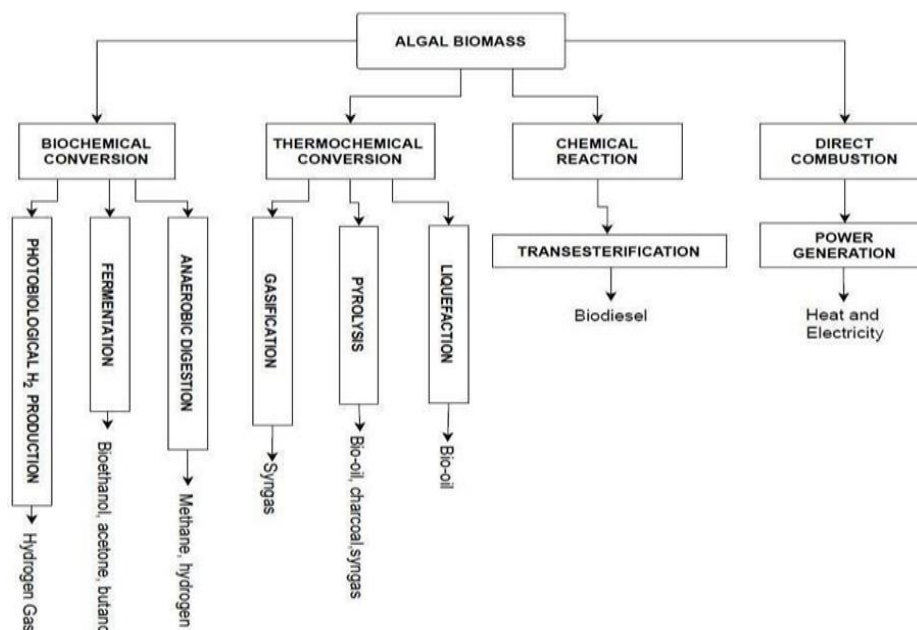 ALGAL BIOMASS
BIOCHEMICAL
CONVERSION
THERMOCHEMICAL
CONVERSION
CHEMICAL
REACTION
DIRECT
COMBUSTION
PHOTOBIOLOGICAL H₂ PRODUCTION
FERMENTATION
ANAEROBIC DIGESTION
GASIFICATION
PYROLYSIS
LIQUEFACTION
TRANSESTERIFICATION
POWER
GENERATION
Hydrogen Gas
Bioethanol, acetone,
Methane, hydrogen
Syngas
Bio-oil, charcoal,syngas
Bio-oil
Biodiesel
Heat and
Electricity